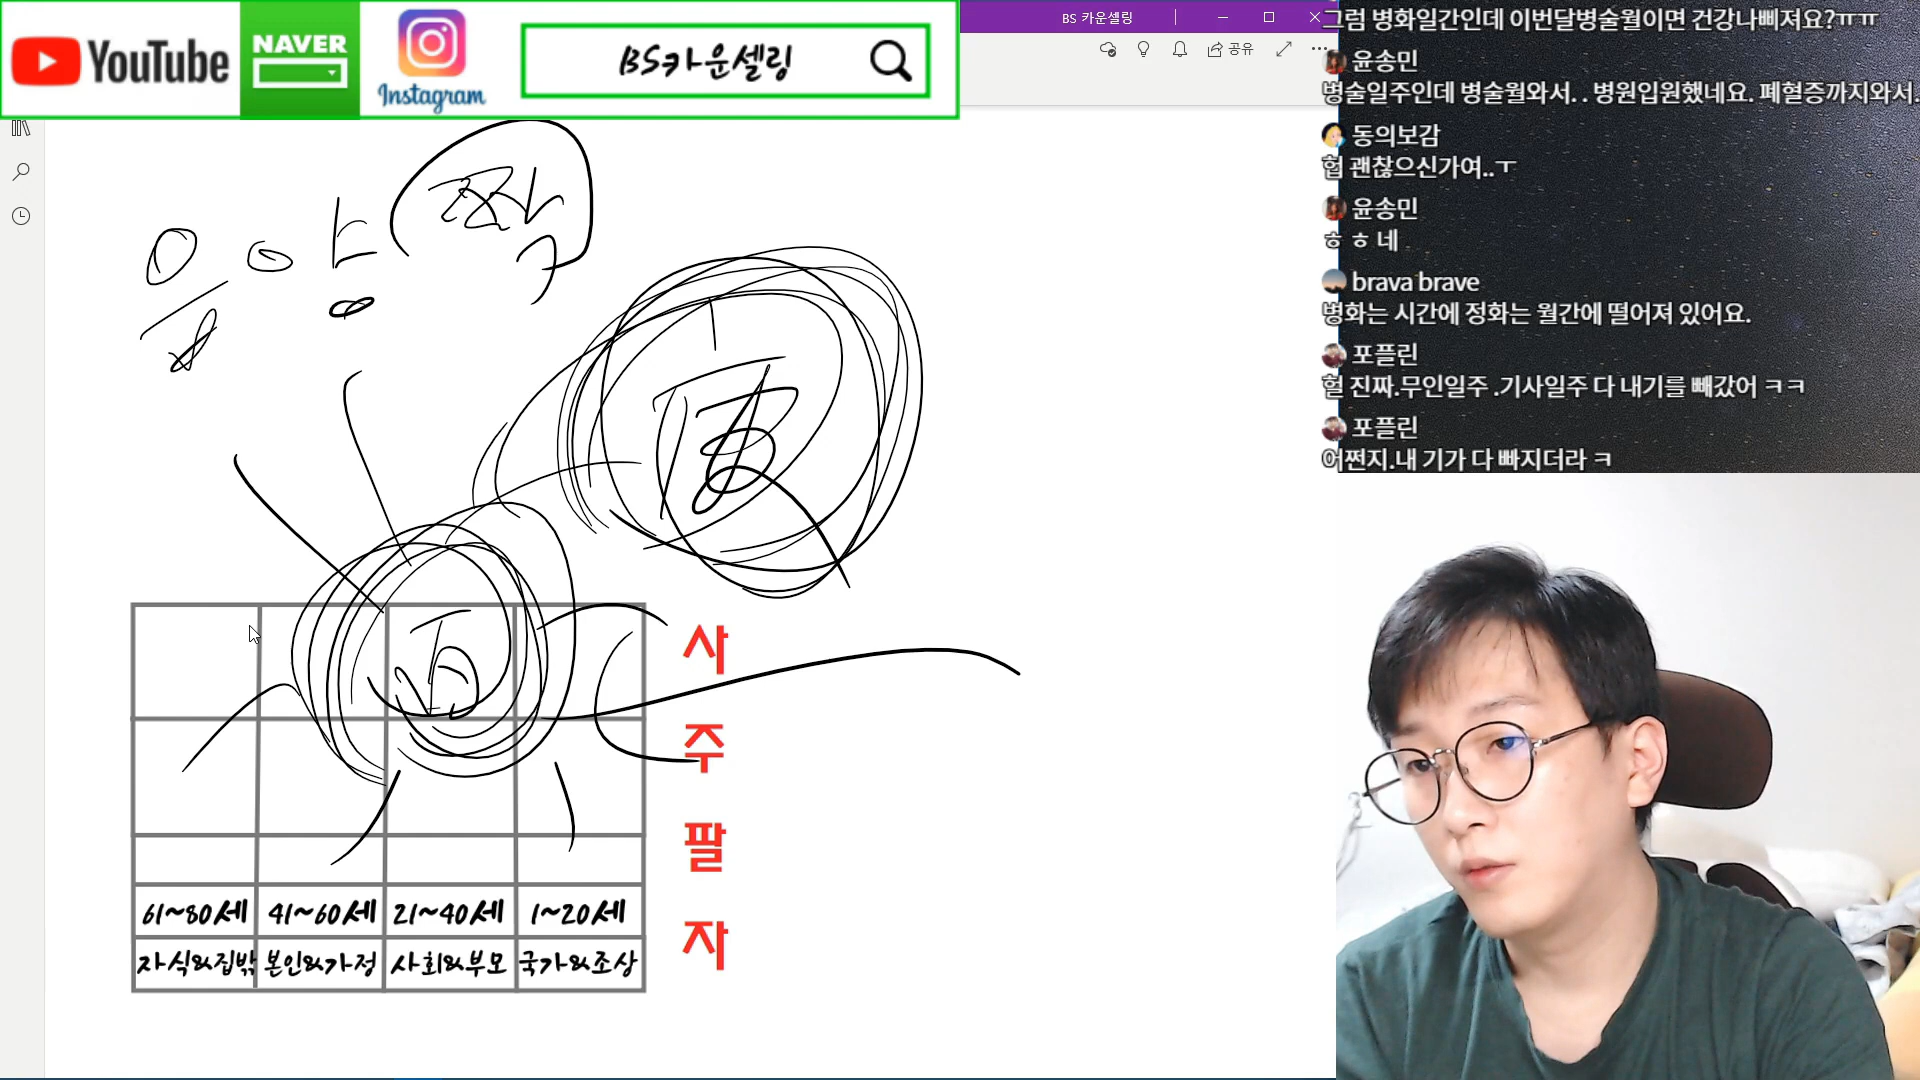 YouTube
NAVER
Instagram
BS카운셀링
BS 카운셀링
공유
그럼 병화일간인데 이번달병술월이면 건강나삐져요?ㅠㅠ
윤송민
병술일주인데 병술월와서. . 병원입원했네요. 폐혈증까지와서.
동의보감
헙 괜찮으신가여..ㅜ
윤송민
ㅎ ㅎ 네
brava brave
병화는 시간에 정화는 월간에 떨어져 있어요.
포플린
헐 진짜.무인일주 .기사일주 다 내기를 빼갔어 ㅋㅋ
포플린
어쩐지.내 기가 다 빠지더라 ㅋ
사
주
팔
자
61~80세 41~60세 21~40세 1~20세
자식&집밖 본인&가정 사회&부모 국가&조상